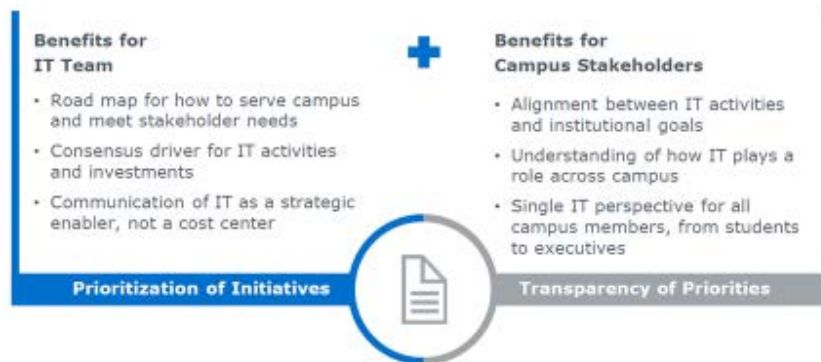 Benefits for
IT Team
• Road map for how to serve campus
and meet stakeholder needs
• Consensus driver for IT activities
and investments
• Communication of IT as a strategic
enabler, not a cost center
Prioritization of Initiatives
Benefits for
Campus Stakeholders
• Alignment between IT activities
and institutional goals
• Understanding of how IT plays a
role across campus
• Single IT perspective for all
campus members, from students
to executives
Transparency of Priorities